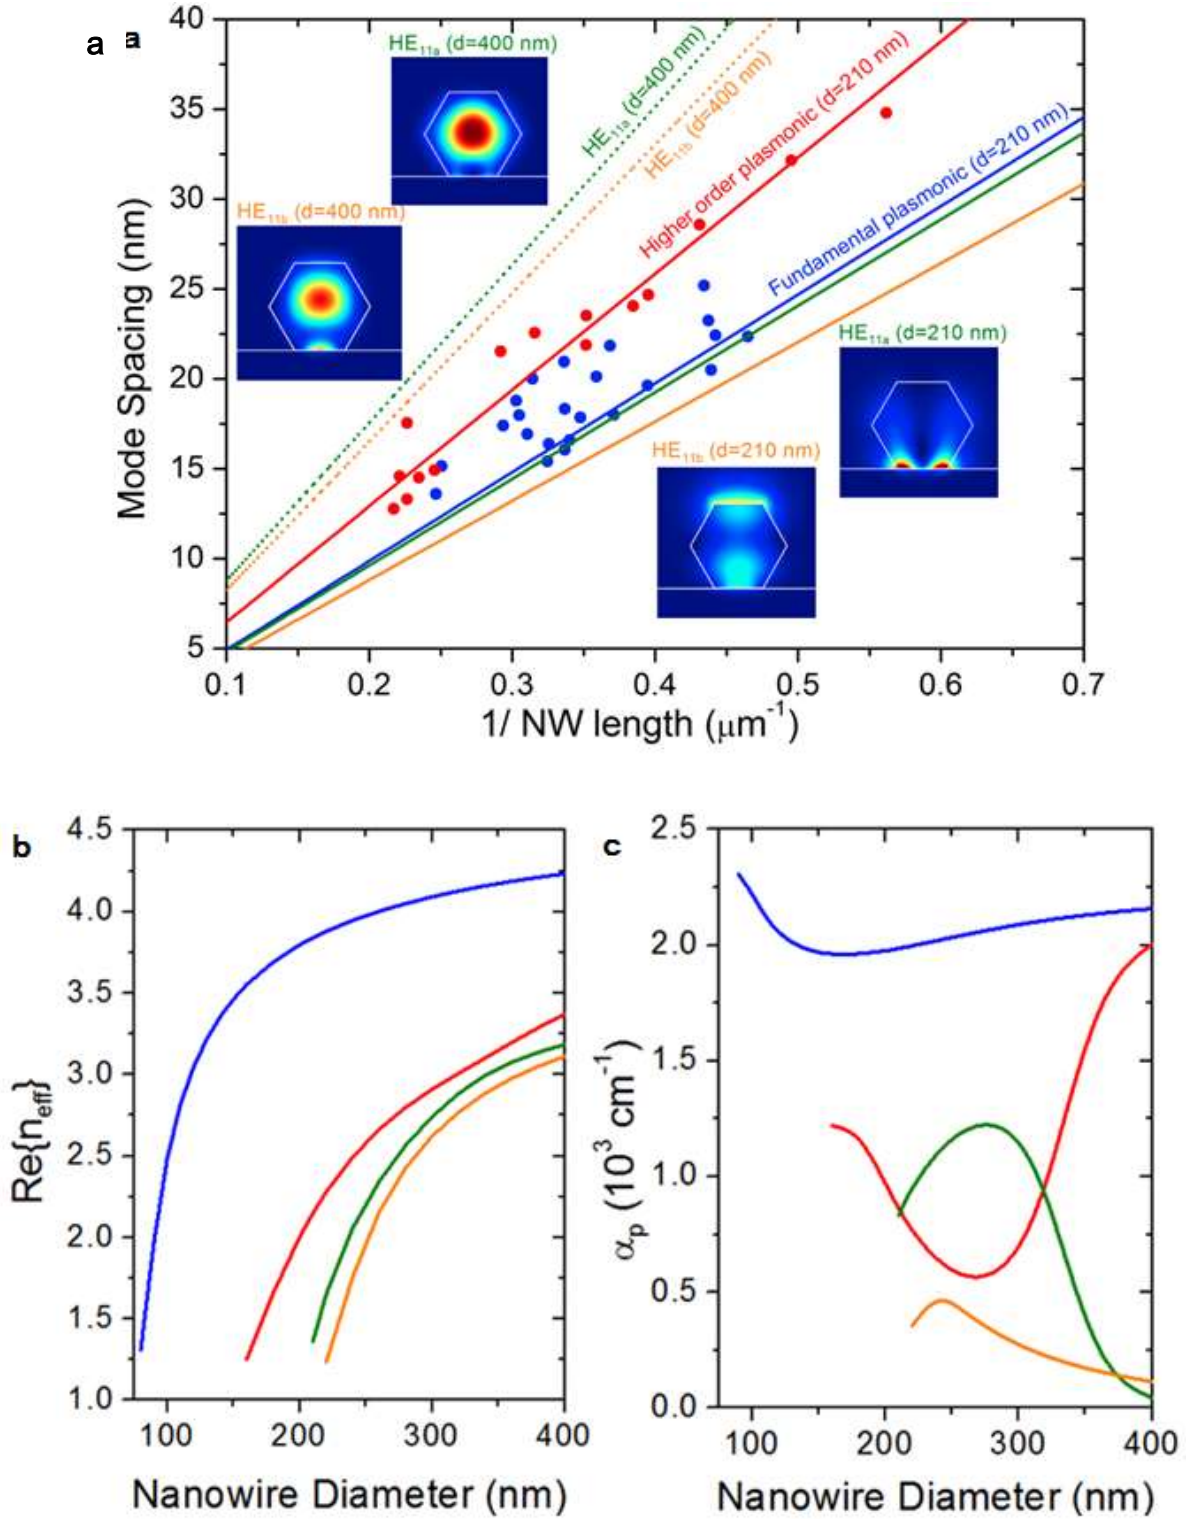 a a
40
35
30
25
20
15
10
5
Mode Spacing (nm)
HE11a (d=400 nm)
HE11b (d=400 nm)
HE11a (d=400 nm)
HE11b (d=400 nm)
Higher order plasmonic (d=210 nm)
Fundamental plasmonic (d=210 nm)
HE11a (d=210 nm)
HE11b (d=210 nm)
0.1 0.2 0.3 0.4 0.5 0.6 0.7
1/ NW length (μm-1)
b
4.5
4.0
3.5
3.0
2.5
2.0
1.5
1.0
Re{neff}
100 200 300 400
Nanowire Diameter (nm)
c
2.5
2.0
1.5
1.0
0.5
0.0
αp (10³ cm-1)
100 200 300 400
Nanowire Diameter (nm)